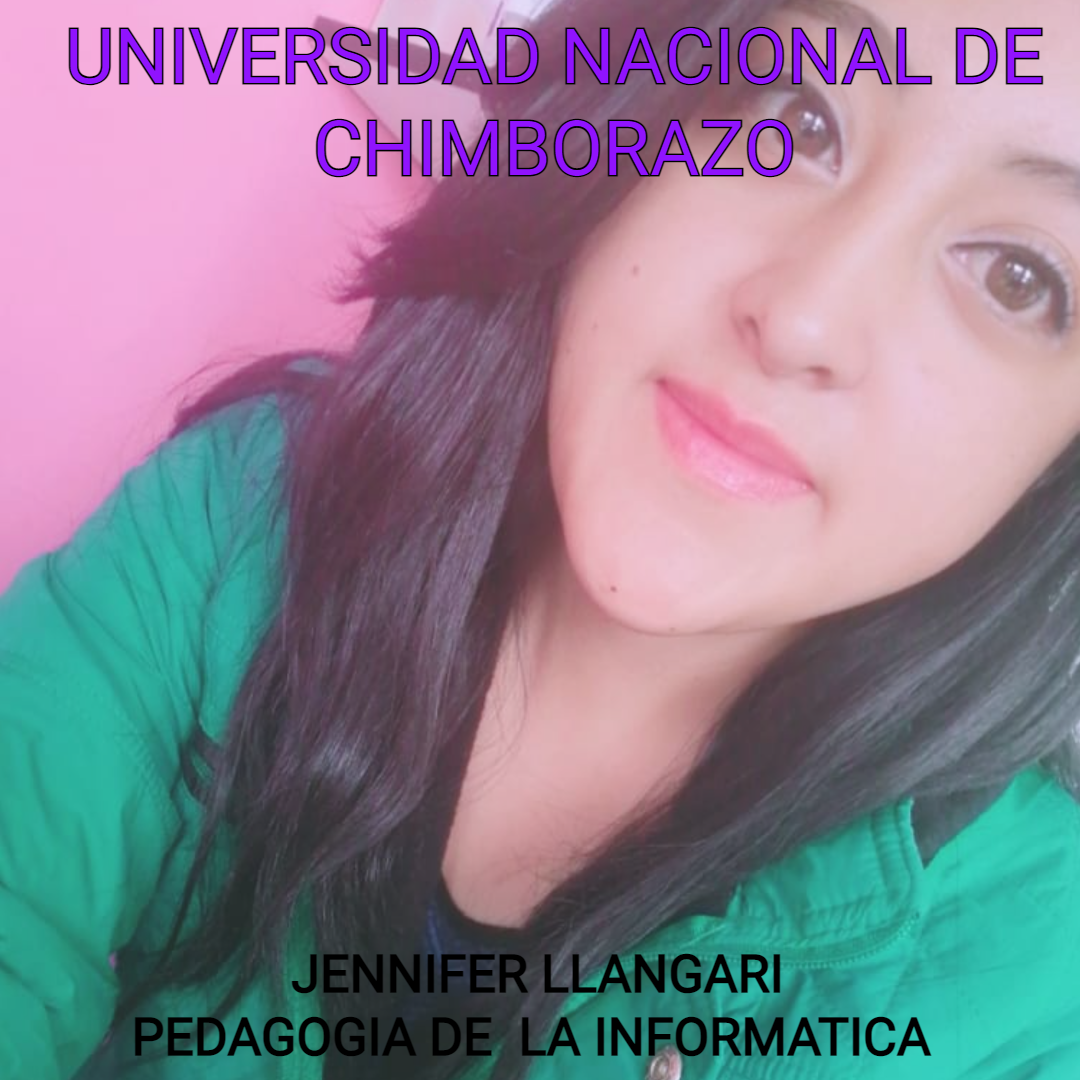 UNIVERSIDAD NACIONAL DE
CHIMBORAZO
JENNIFER LLANGARI
PEDAGOGIA DE  LA INFORMATICA